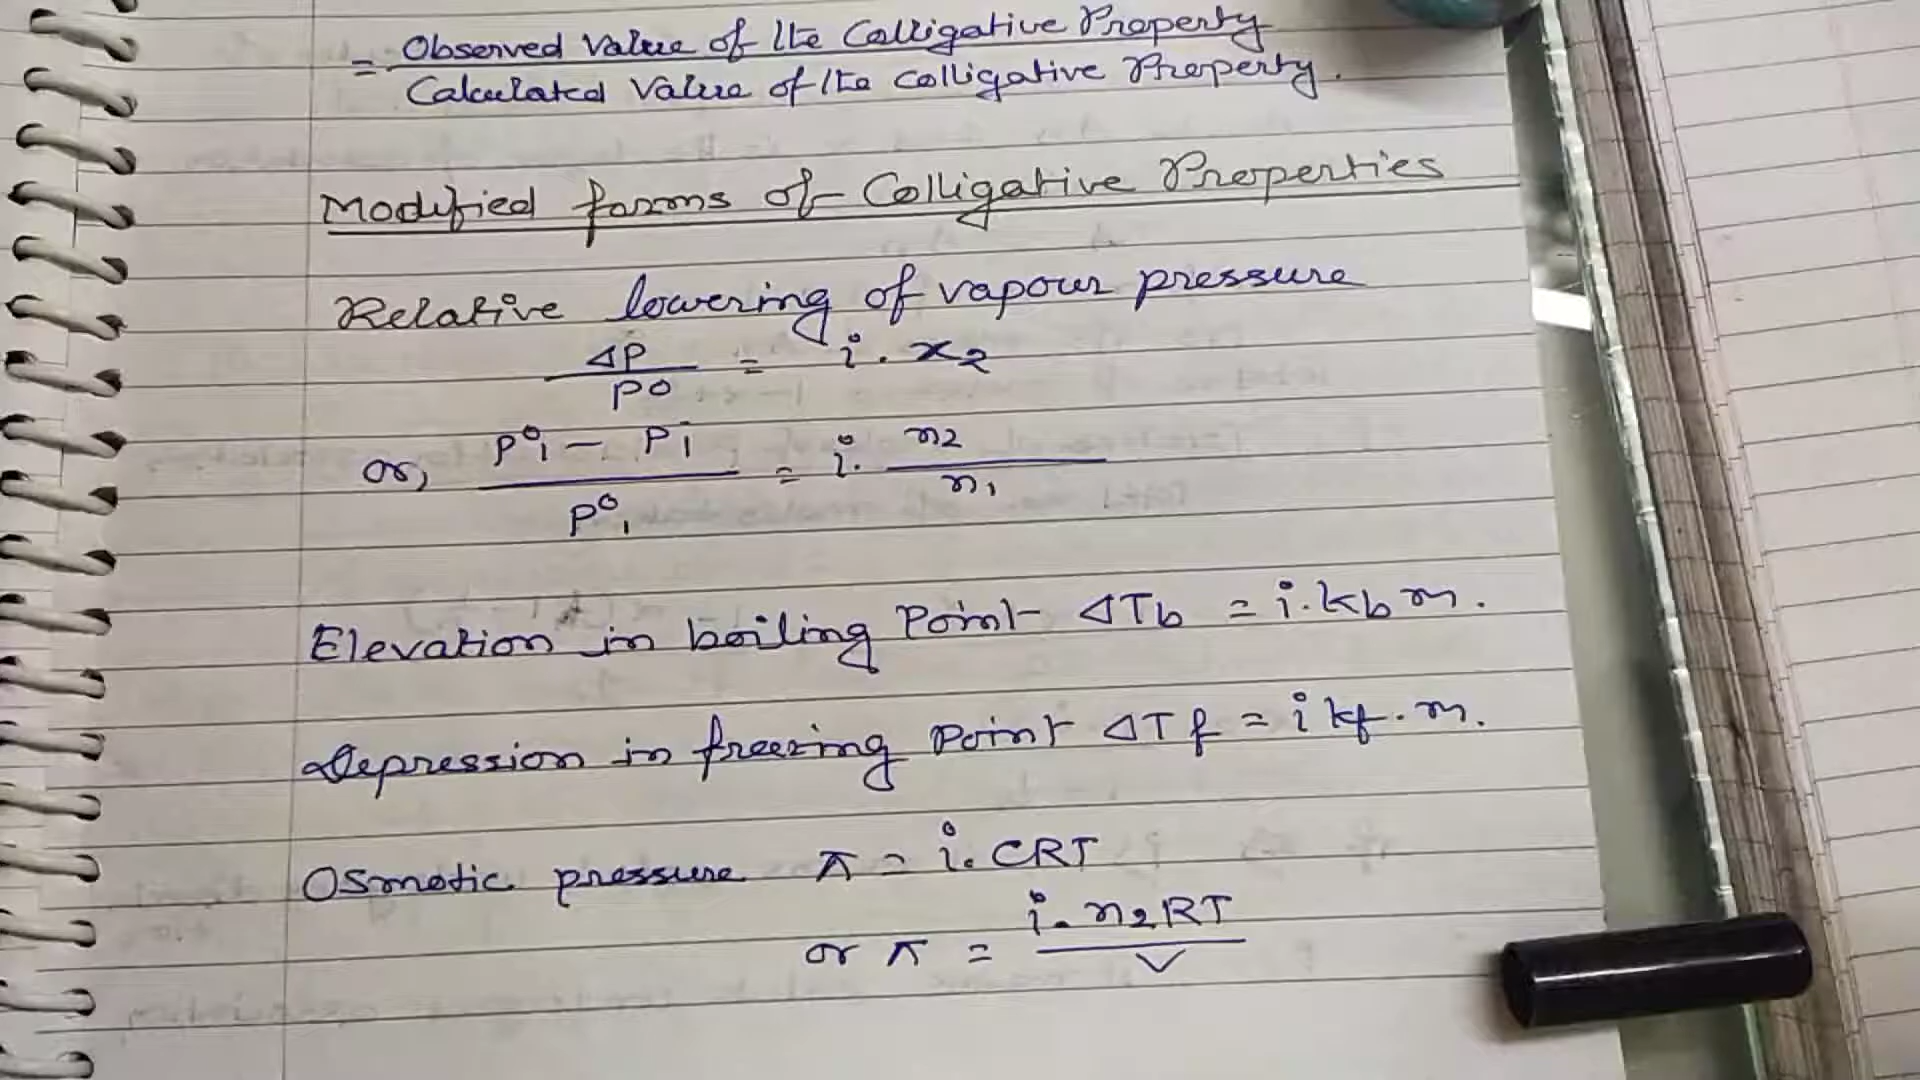 = Observed Value of the Colligative Property
Calculated Value of the Colligative Property.
Modified forms of Colligative Properties
Relative lowering of vapour pressure
ΔP / P° = i . x₂
or, P°₁ − P₁ / P°₁ = i. n₂ / n₁
Elevation in boiling Point ΔTb = i. kb m.
Depression in freezing Point ΔTf = i kf . m.
Osmotic pressure π = i. CRT
or π = i. n₂RT / V